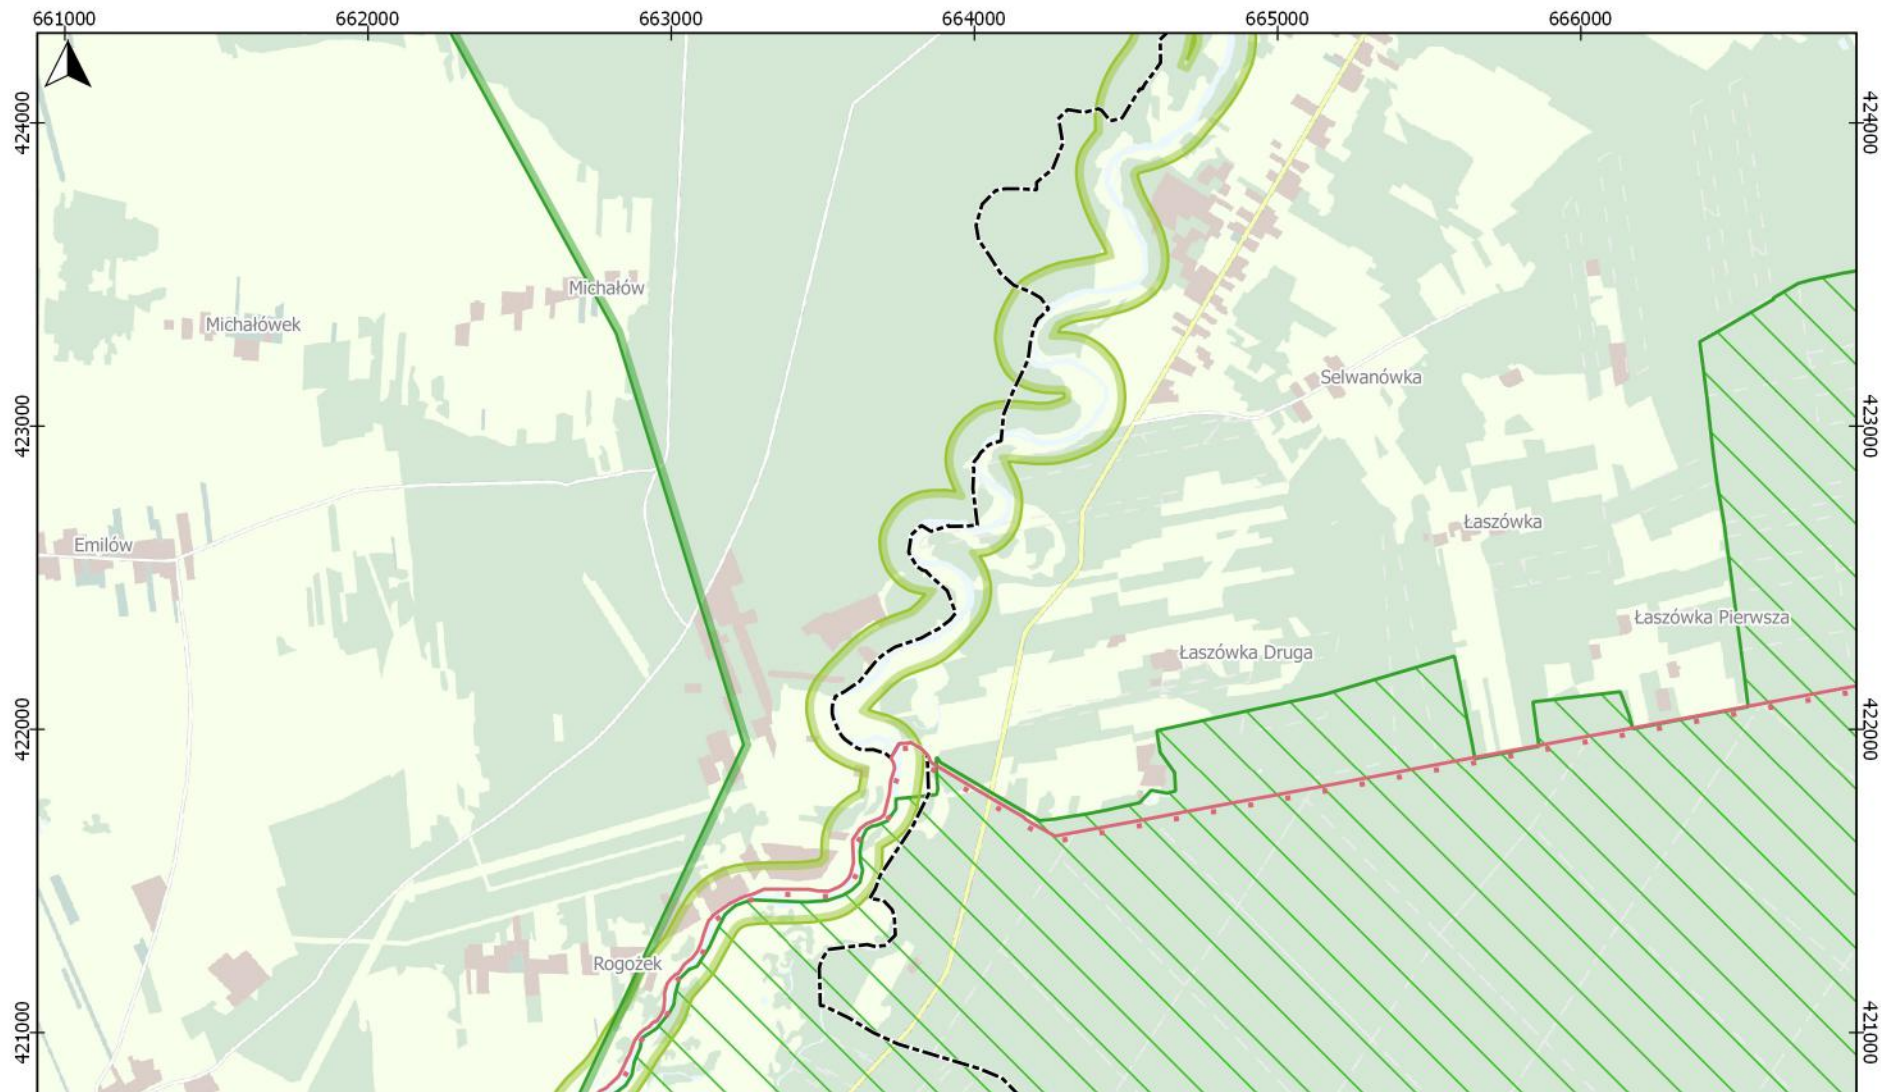 661000 662000 663000 664000 665000 666000
424000 424000
Michałów
Michałówek
Selwanówka
423000 423000
Łaszówka
Emilów
Łaszówka Pierwsza
Łaszówka Druga
422000 422000
Rogożek
421000 421000